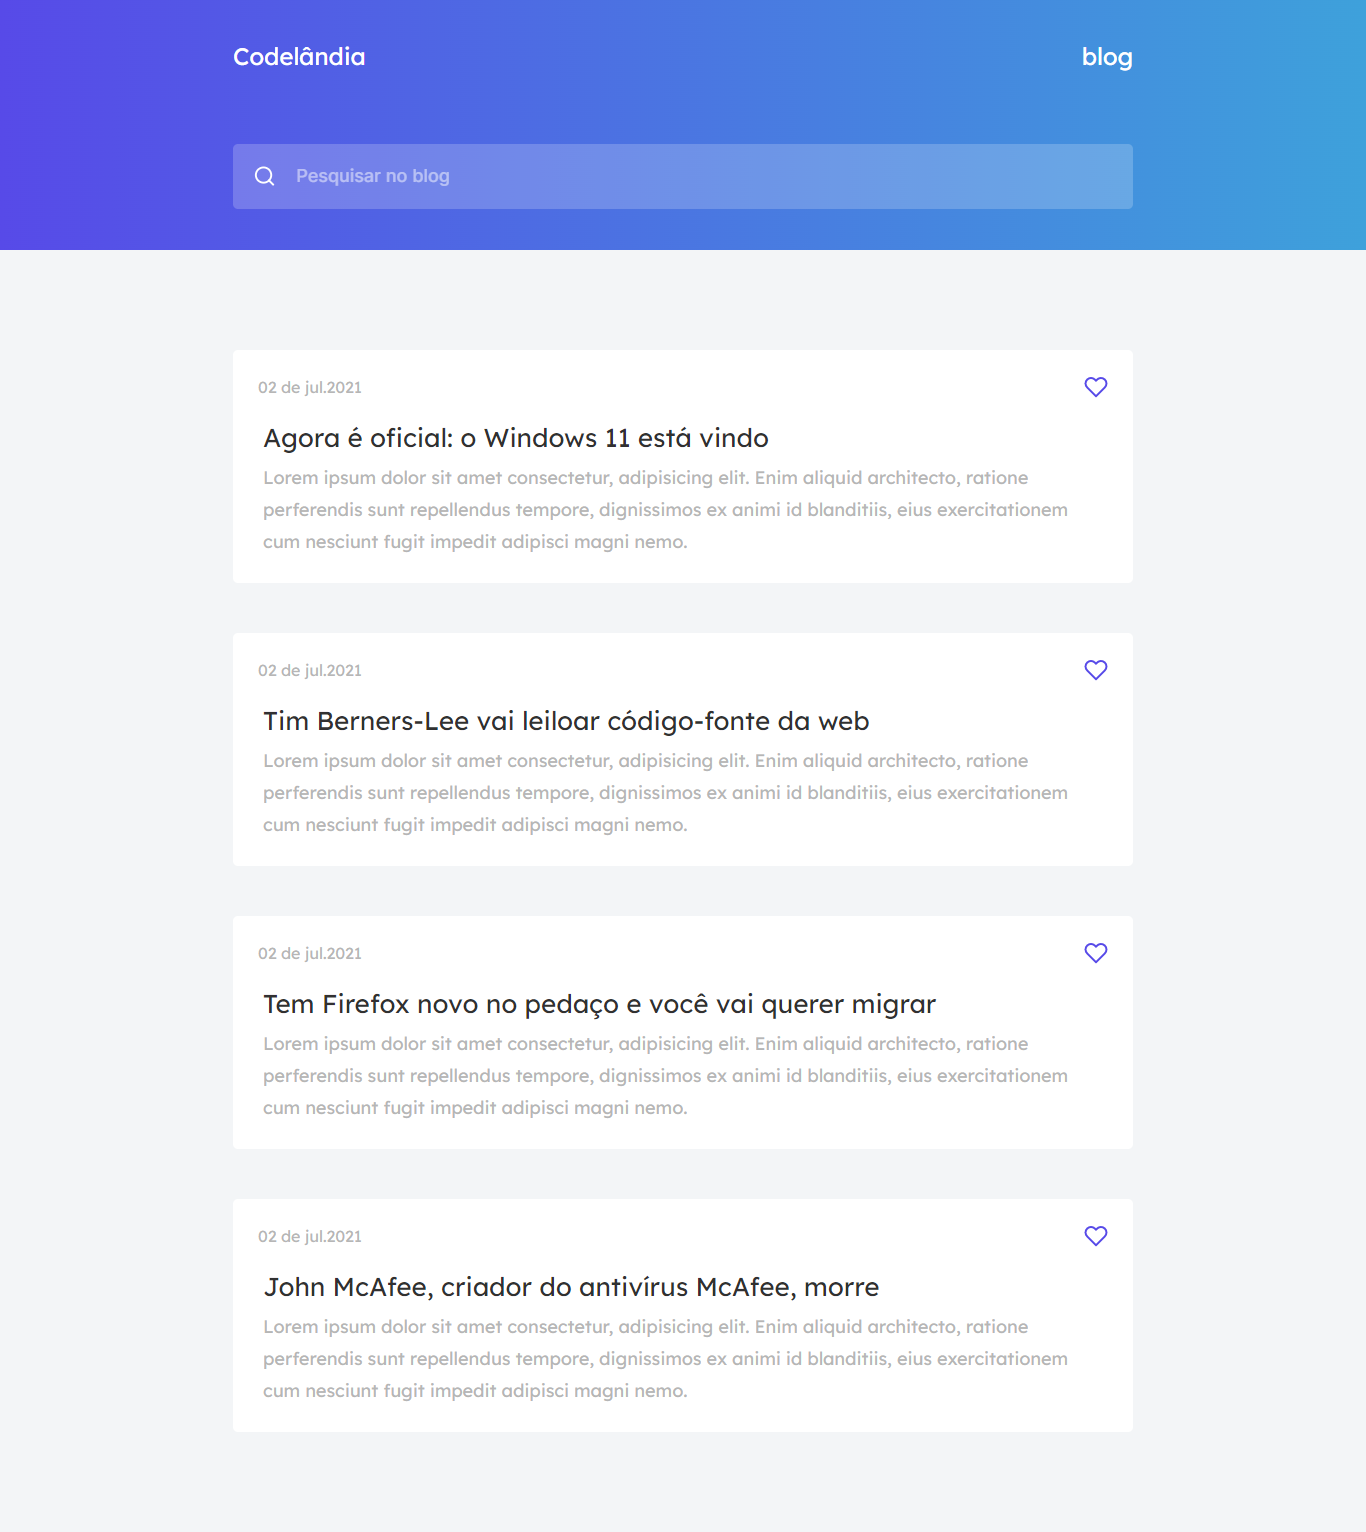 Codelândia
blog
Pesquisar no blog
02 de jul.2021
Agora é oficial: o Windows 11 está vindo
Lorem ipsum dolor sit amet consectetur, adipisicing elit. Enim aliquid architecto, ratione
perferendis sunt repellendus tempore, dignissimos ex animi id blanditiis, eius exercitationem
cum nesciunt fugit impedit adipisci magni nemo.
02 de jul.2021
Tim Berners-Lee vai leiloar código-fonte da web
Lorem ipsum dolor sit amet consectetur, adipisicing elit. Enim aliquid architecto, ratione
perferendis sunt repellendus tempore, dignissimos ex animi id blanditiis, eius exercitationem
cum nesciunt fugit impedit adipisci magni nemo.
02 de jul.2021
Tem Firefox novo no pedaço e você vai querer migrar
Lorem ipsum dolor sit amet consectetur, adipisicing elit. Enim aliquid architecto, ratione
perferendis sunt repellendus tempore, dignissimos ex animi id blanditiis, eius exercitationem
cum nesciunt fugit impedit adipisci magni nemo.
02 de jul.2021
John McAfee, criador do antivírus McAfee, morre
Lorem ipsum dolor sit amet consectetur, adipisicing elit. Enim aliquid architecto, ratione
perferendis sunt repellendus tempore, dignissimos ex animi id blanditiis, eius exercitationem
cum nesciunt fugit impedit adipisci magni nemo.